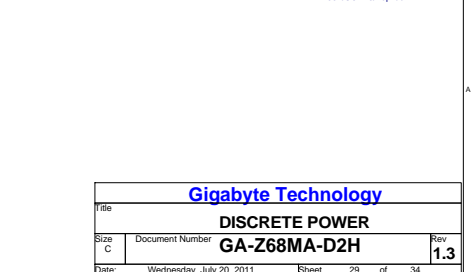 A
Gigabyte Technology
Title
DISCRETE POWER
Size
C
Document Number GA-Z68MA-D2H
Rev
1.3
Date: Wednesday, July 20, 2011 Sheet 29 of 34